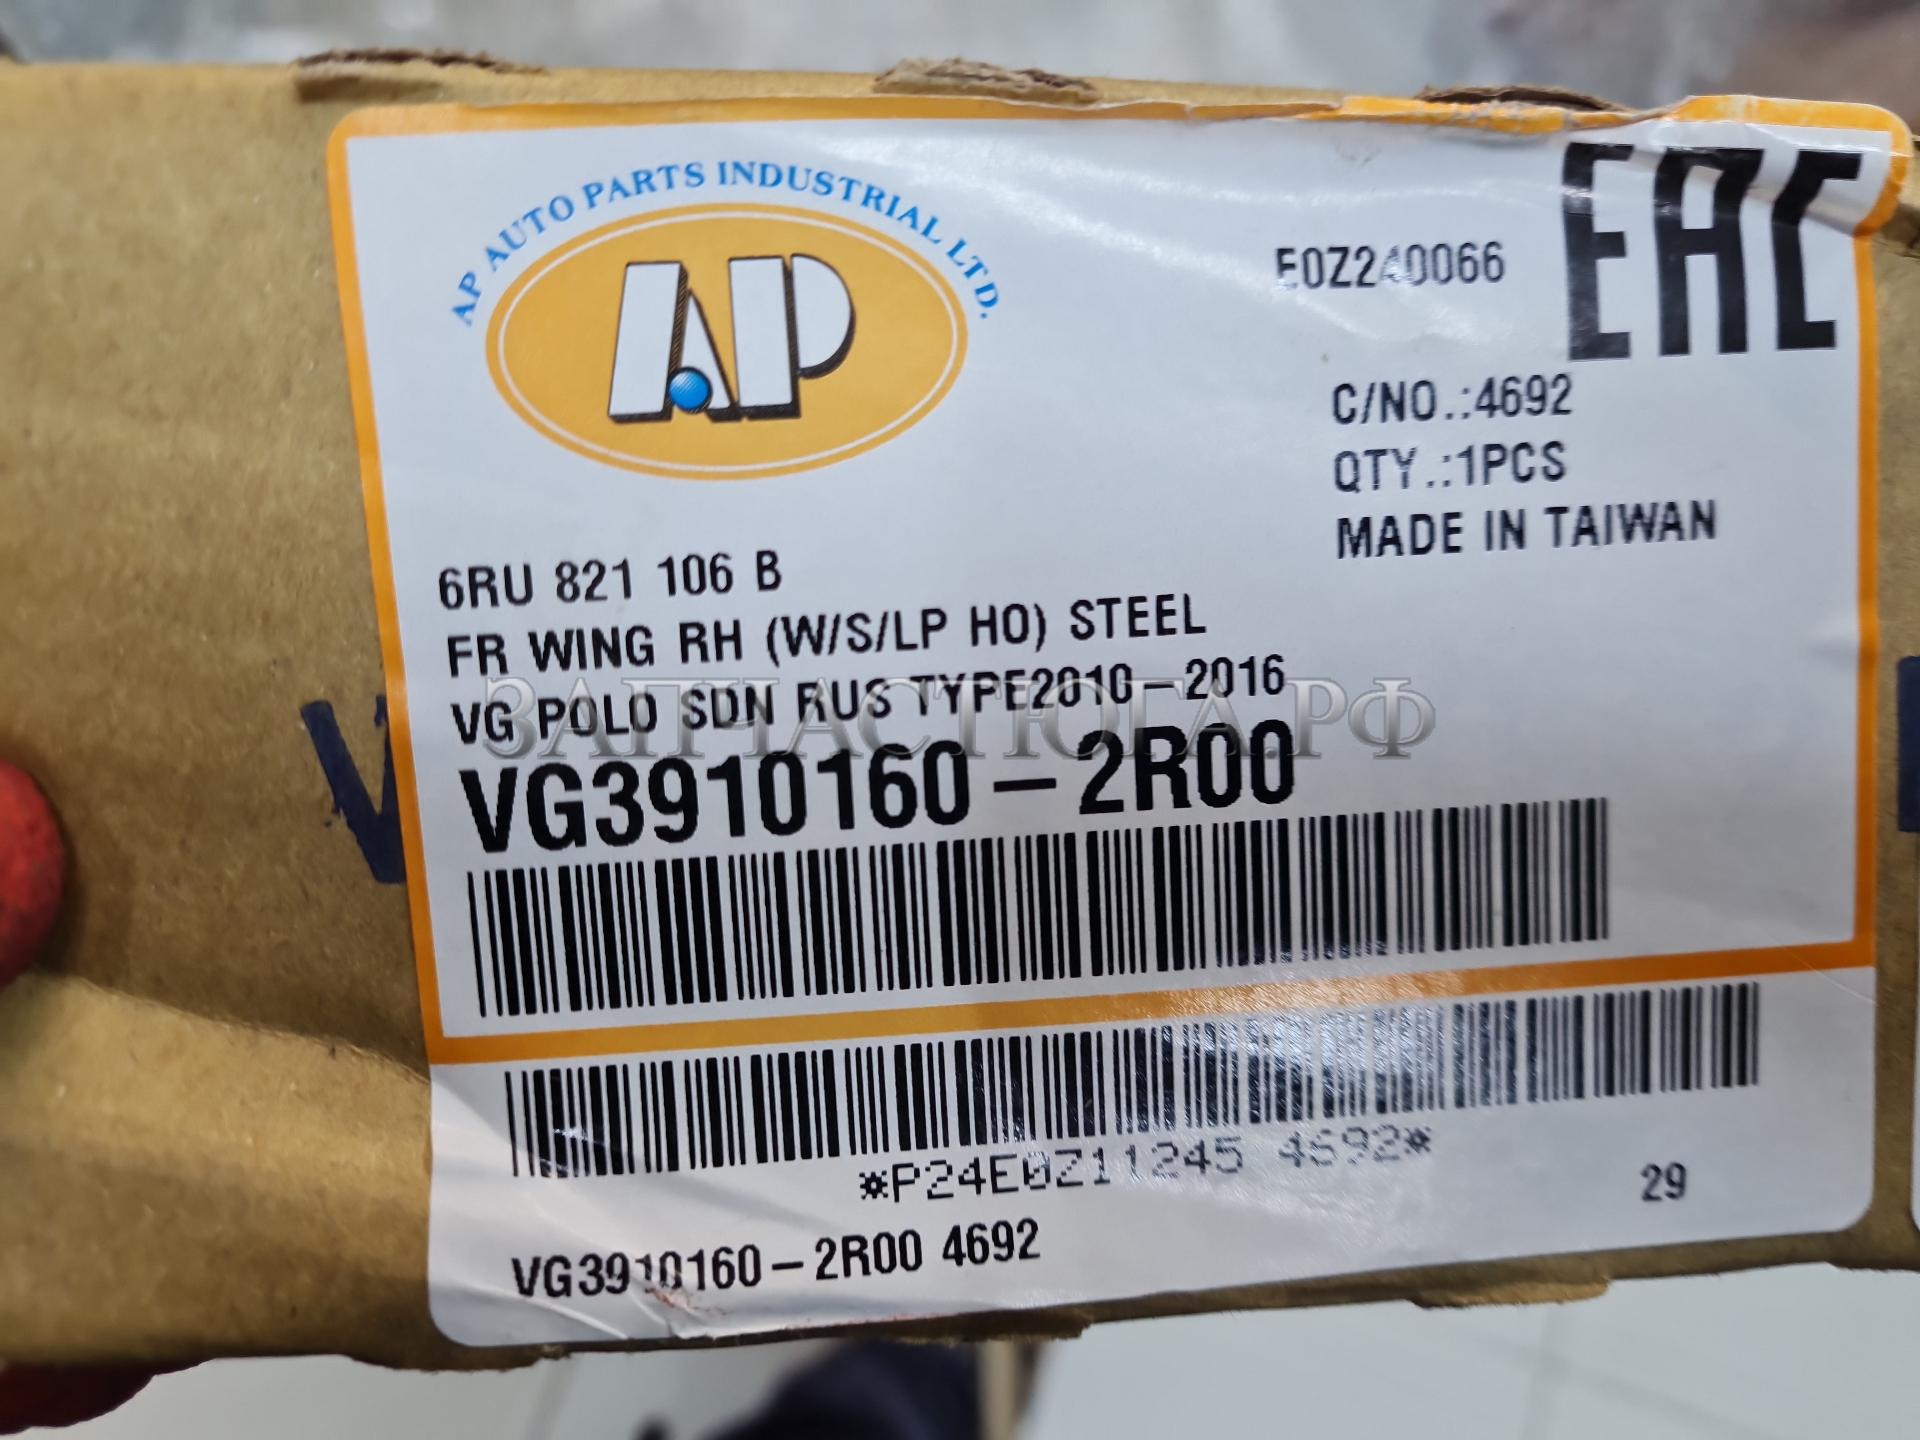 AP AUTO PARTS INDUSTRIAL LTD.
AP
E0Z240066
EAC
C/NO.:4692
QTY.:1PCS
MADE IN TAIWAN
6RU 821 106 B
FR WING RH (W/S/LP HO) STEEL
VG POLO SDN RUS TYPE2010-2016
ЗАПЧАСТЮГА.РФ
VG3910160-2R00
*P24E0Z11245 4692*
29
VG3910160-2R00 4692